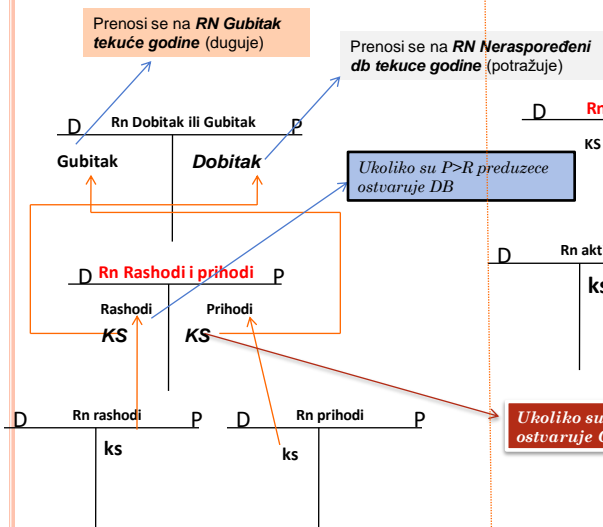 Prenosi se na RN Gubitak
tekuće godine (duguje)
Prenosi se na RN Neraspoređeni
db tekuce godine (potražuje)
D Rn Dobitak ili Gubitak P
Gubitak Dobitak
Ukoliko su P>R preduzece
ostvaruje DB
D Rn Rashodi i prihodi P
Rashodi Prihodi
KS KS
D Rn rashodi P
ks
D Rn prihodi P
ks
D Rn
KS
D Rn akt
ks
Ukoliko su
ostvaruje